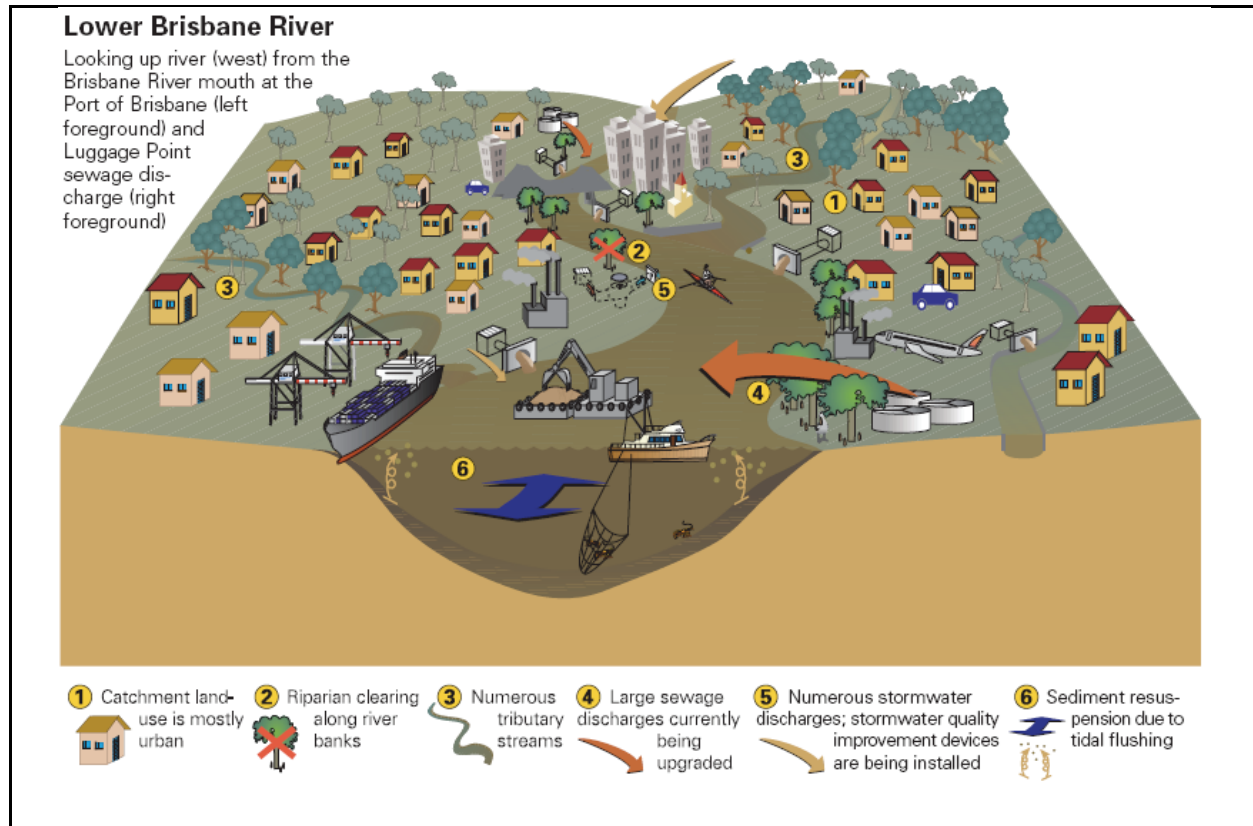 Lower Brisbane River
Looking up river (west) from the
Brisbane River mouth at the
Port of Brisbane (left
foreground) and
Luggage Point
sewage dis-
charge (right
foreground)
3
1
2
5
3
4
6
1 Catchment land-
use is mostly
urban
2 Riparian clearing
along river
banks
3 Numerous
tributary
streams
4 Large sewage
discharges currently
being
upgraded
5 Numerous stormwater
discharges; stormwater quality
improvement devices
are being installed
6 Sediment resus-
pension due to
tidal flushing